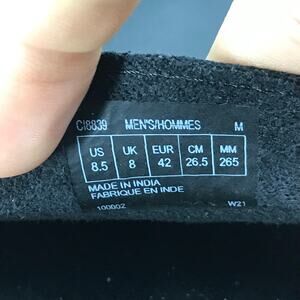 CI8839 MEN'S/HOMMES M
US UK EUR CM MM
8.5 8 42 26.5 265
MADE IN INDIA
FABRIQUE EN INDE
100002 W21